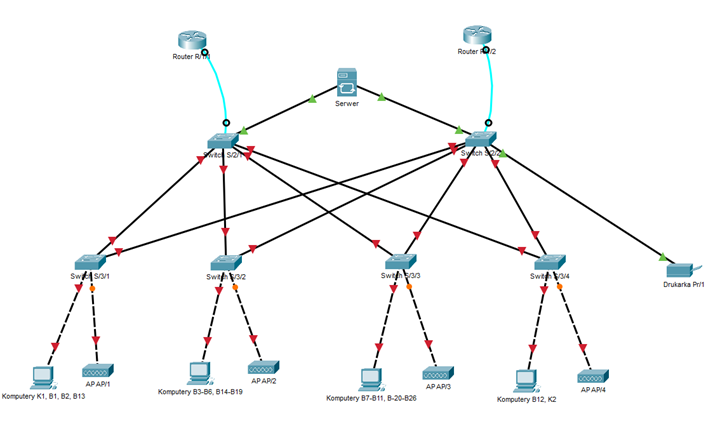 Router R/1/1
Router R/1/2
Serwer
Switch S/2/1
Switch S/2/2
Switch S/3/1
Switch S/3/2
Switch S/3/3
Switch S/3/4
Drukarka Pr/1
AP AP/1
AP AP/2
AP AP/3
AP AP/4
Komputery K1, B1, B2, B13
Komputery B3-B6, B14-B19
Komputery B7-B11, B-20-B26
Komputery B12, K2